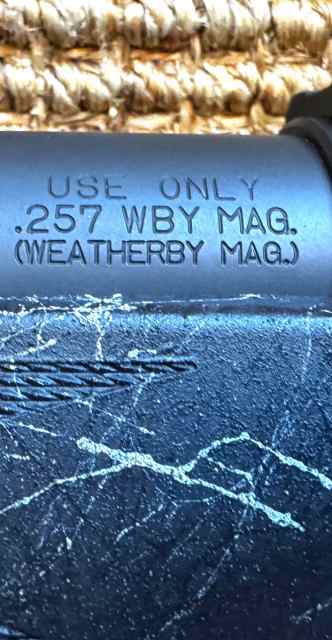 USE ONLY
.257 WBY MAG.
(WEATHERBY MAG.)